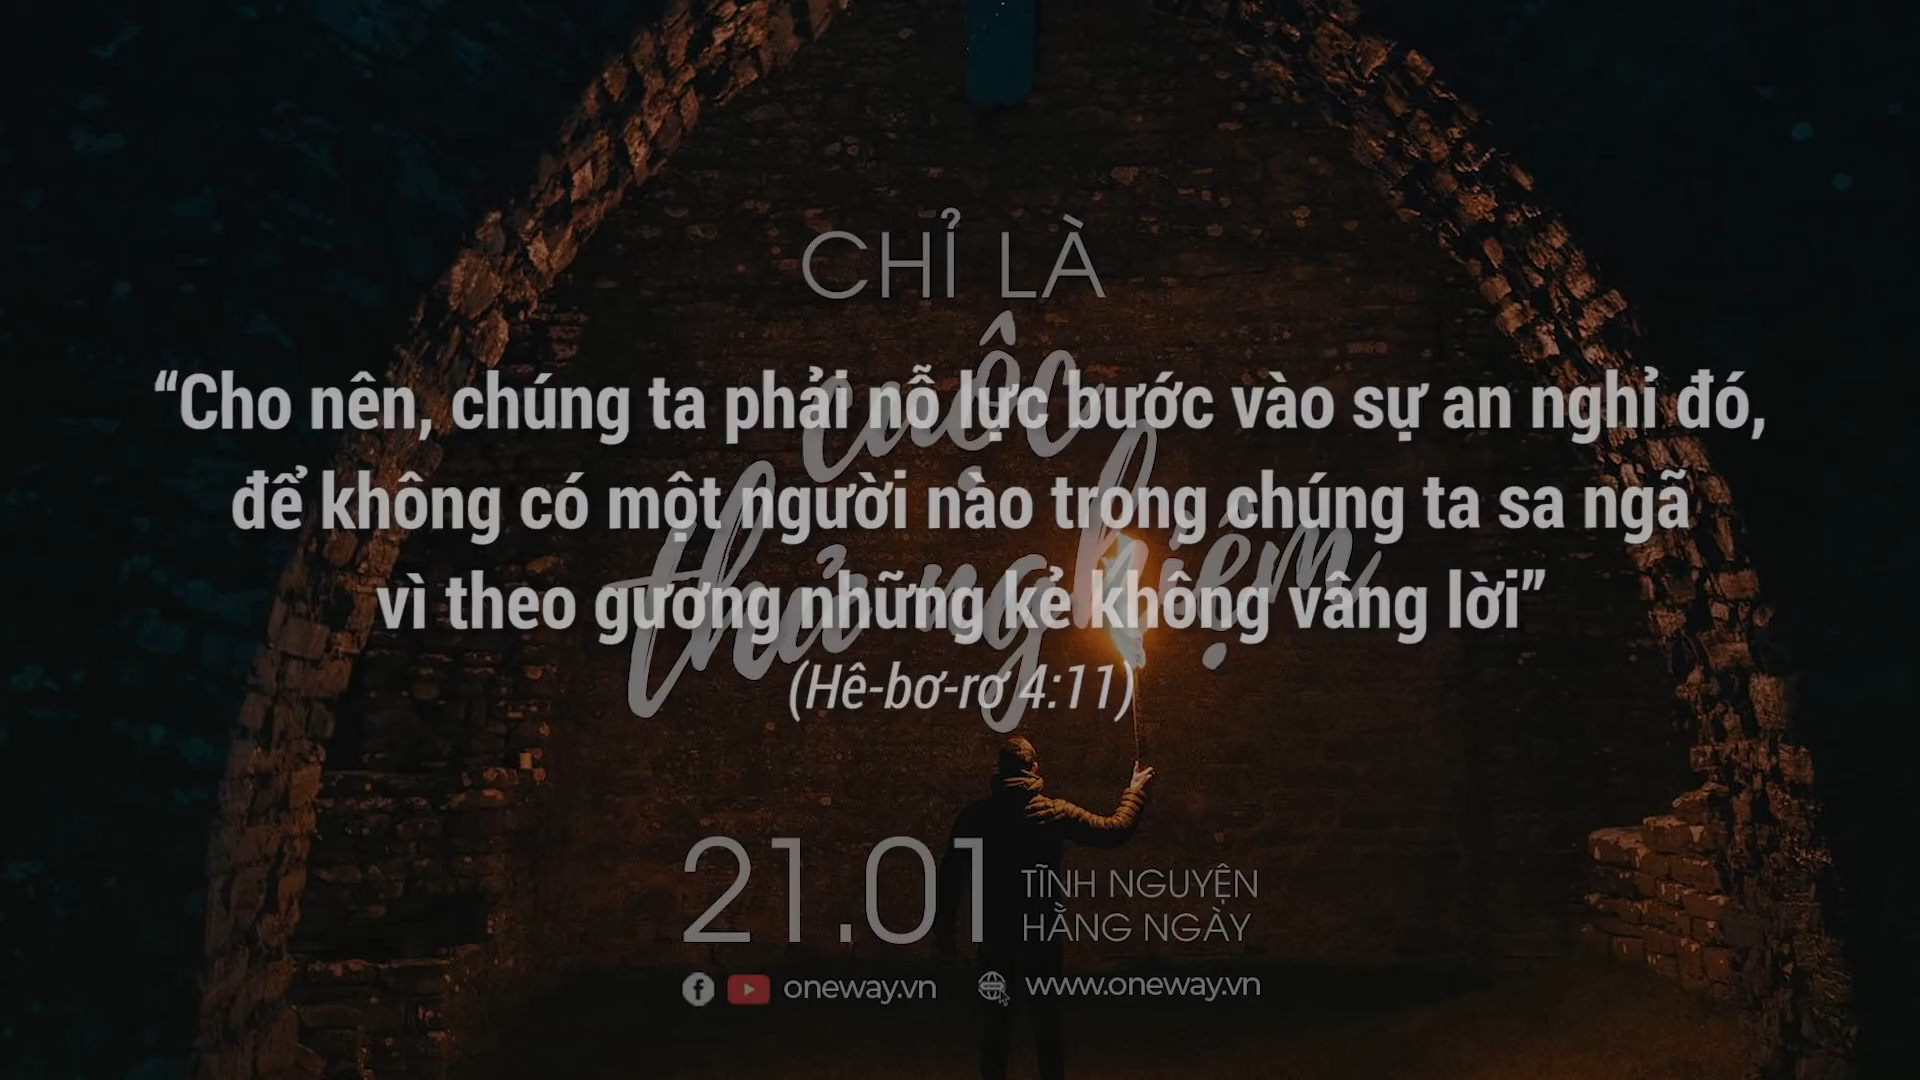 CHỈ LÀ
cuộc
thử nghiệm
“Cho nên, chúng ta phải nỗ lực bước vào sự an nghỉ đó,
để không có một người nào trong chúng ta sa ngã
vì theo gương những kẻ không vâng lời”
(Hê-bơ-rơ 4:11)
21.01
TĨNH NGUYỆN
HẰNG NGÀY
oneway.vn
www.oneway.vn